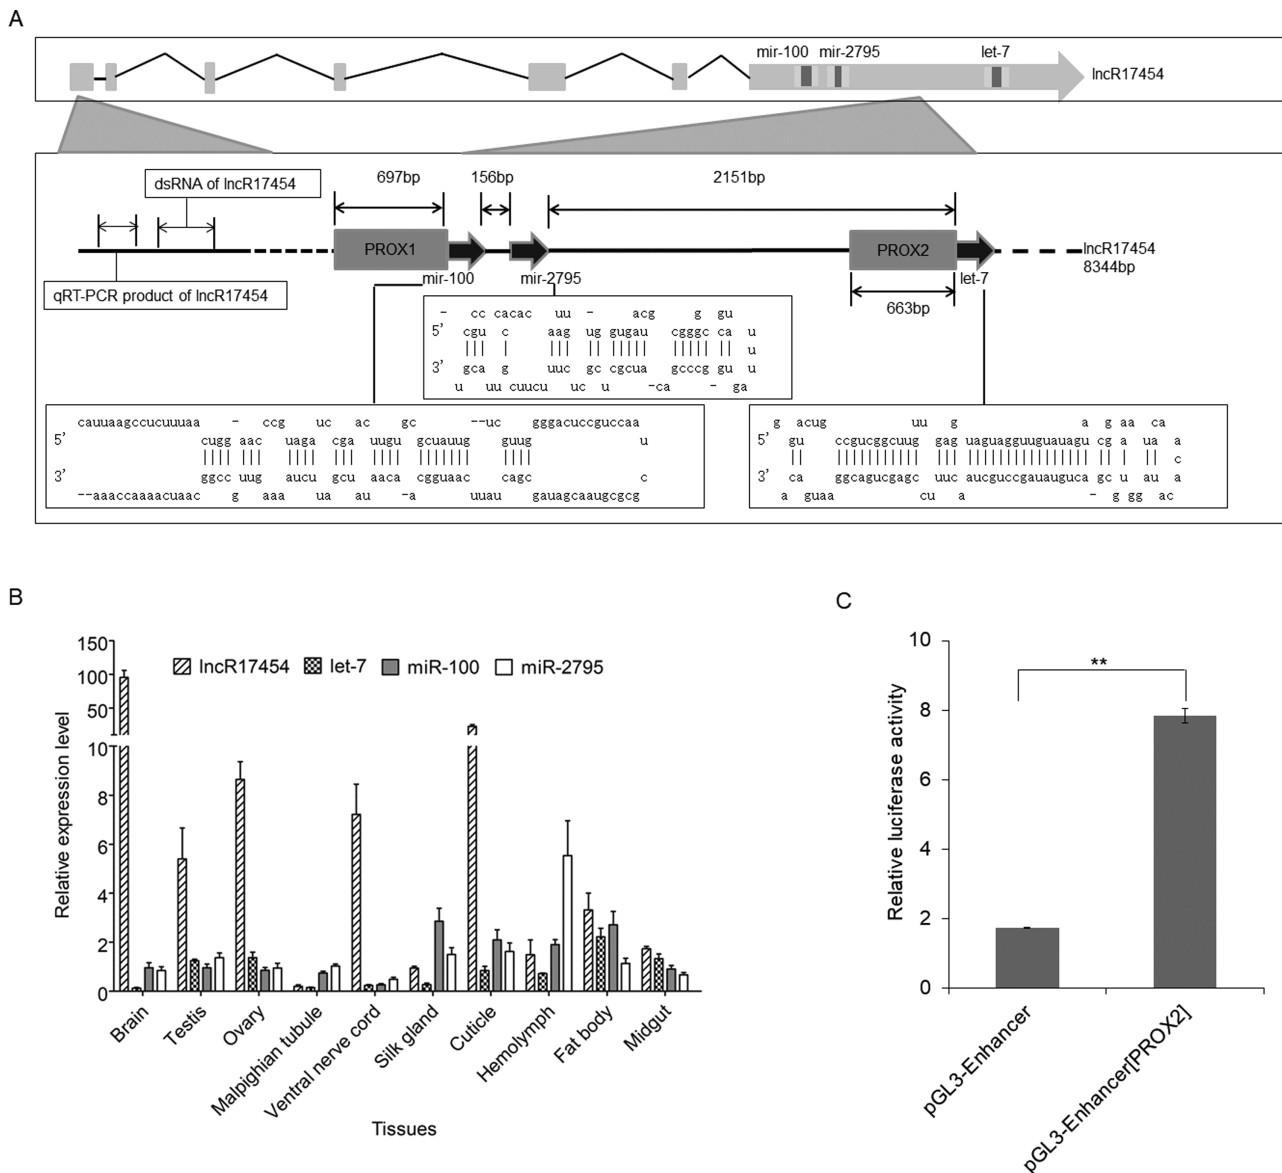 A
mir-100 mir-2795 let-7
lncR17454
dsRNA of lncR17454
697bp 156bp 2151bp
PROX1 PROX2
lncR17454
8344bp
mir-100 mir-2795 let-7
qRT-PCR product of lncR17454
663bp
- cc cacac uu - acg g gu
5' cgu c aag ug gugau cgggc ca u
u
3' gca g uuc gc cgcua gcccg gu u
u uu cuucu uc u -ca - ga
cauuaagccucuuuaa - ccg uc ac gc --uc gggacuccguccaa
5' cugg aac uaga cga uugu gcuauug guug u
3' ggcc uug aucu gcu aaca cgguaac cagc c
--aaaccaaaacuaac g aaa ua au -a uuau gauagcaaugcgcg
g acug uu g a g aa ca
5' gu ccgucggcuug gag uaguagguuguauagu cg a ua a
c
3' ca ggcagucgagc uuc aucguccgauauguca gc u au a
a guaa cu a - g gg ac
B
150
100
50
10
8
6
4
2
0
Relative expression level
lncR17454 let-7 miR-100 miR-2795
Brain
Testis
Ovary
Malpighian tubule
Ventral nerve cord
Silk gland
Cuticle
Hemolymph
Fat body
Midgut
Tissues
C
10
8
6
4
2
0
Relative luciferase activity
**
pGL3-Enhancer
pGL3-Enhancer[PROX2]